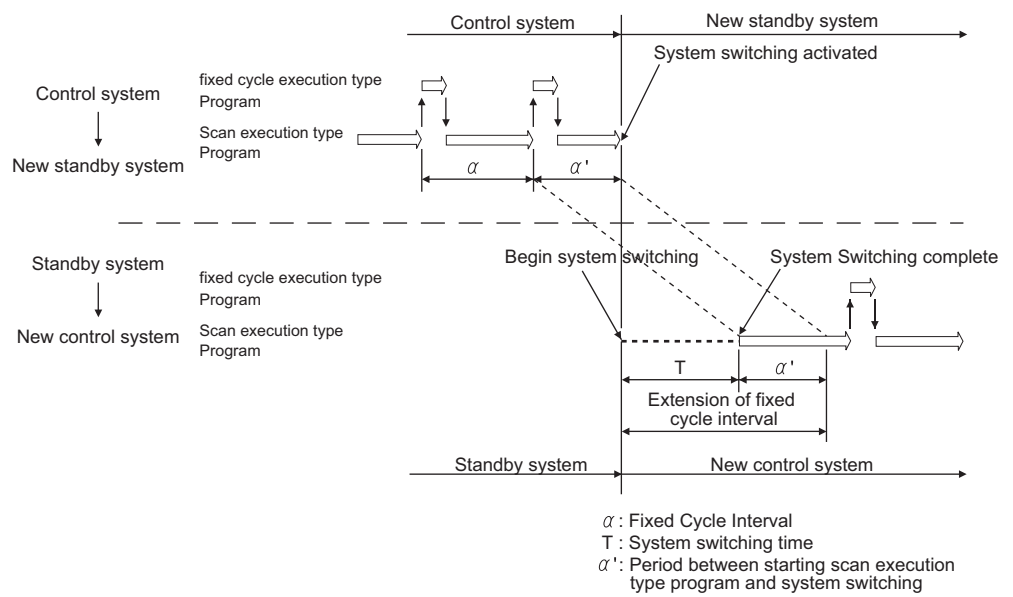 Control system
New standby system
System switching activated
fixed cycle execution type
Program
Control system
Scan execution type
Program
New standby system
α
α'
Standby system
fixed cycle execution type
Program
New control system
Scan execution type
Program
Begin system switching
System Switching complete
T
α'
Extension of fixed
cycle interval
Standby system
New control system
α : Fixed Cycle Interval
T : System switching time
α': Period between starting scan execution
type program and system switching